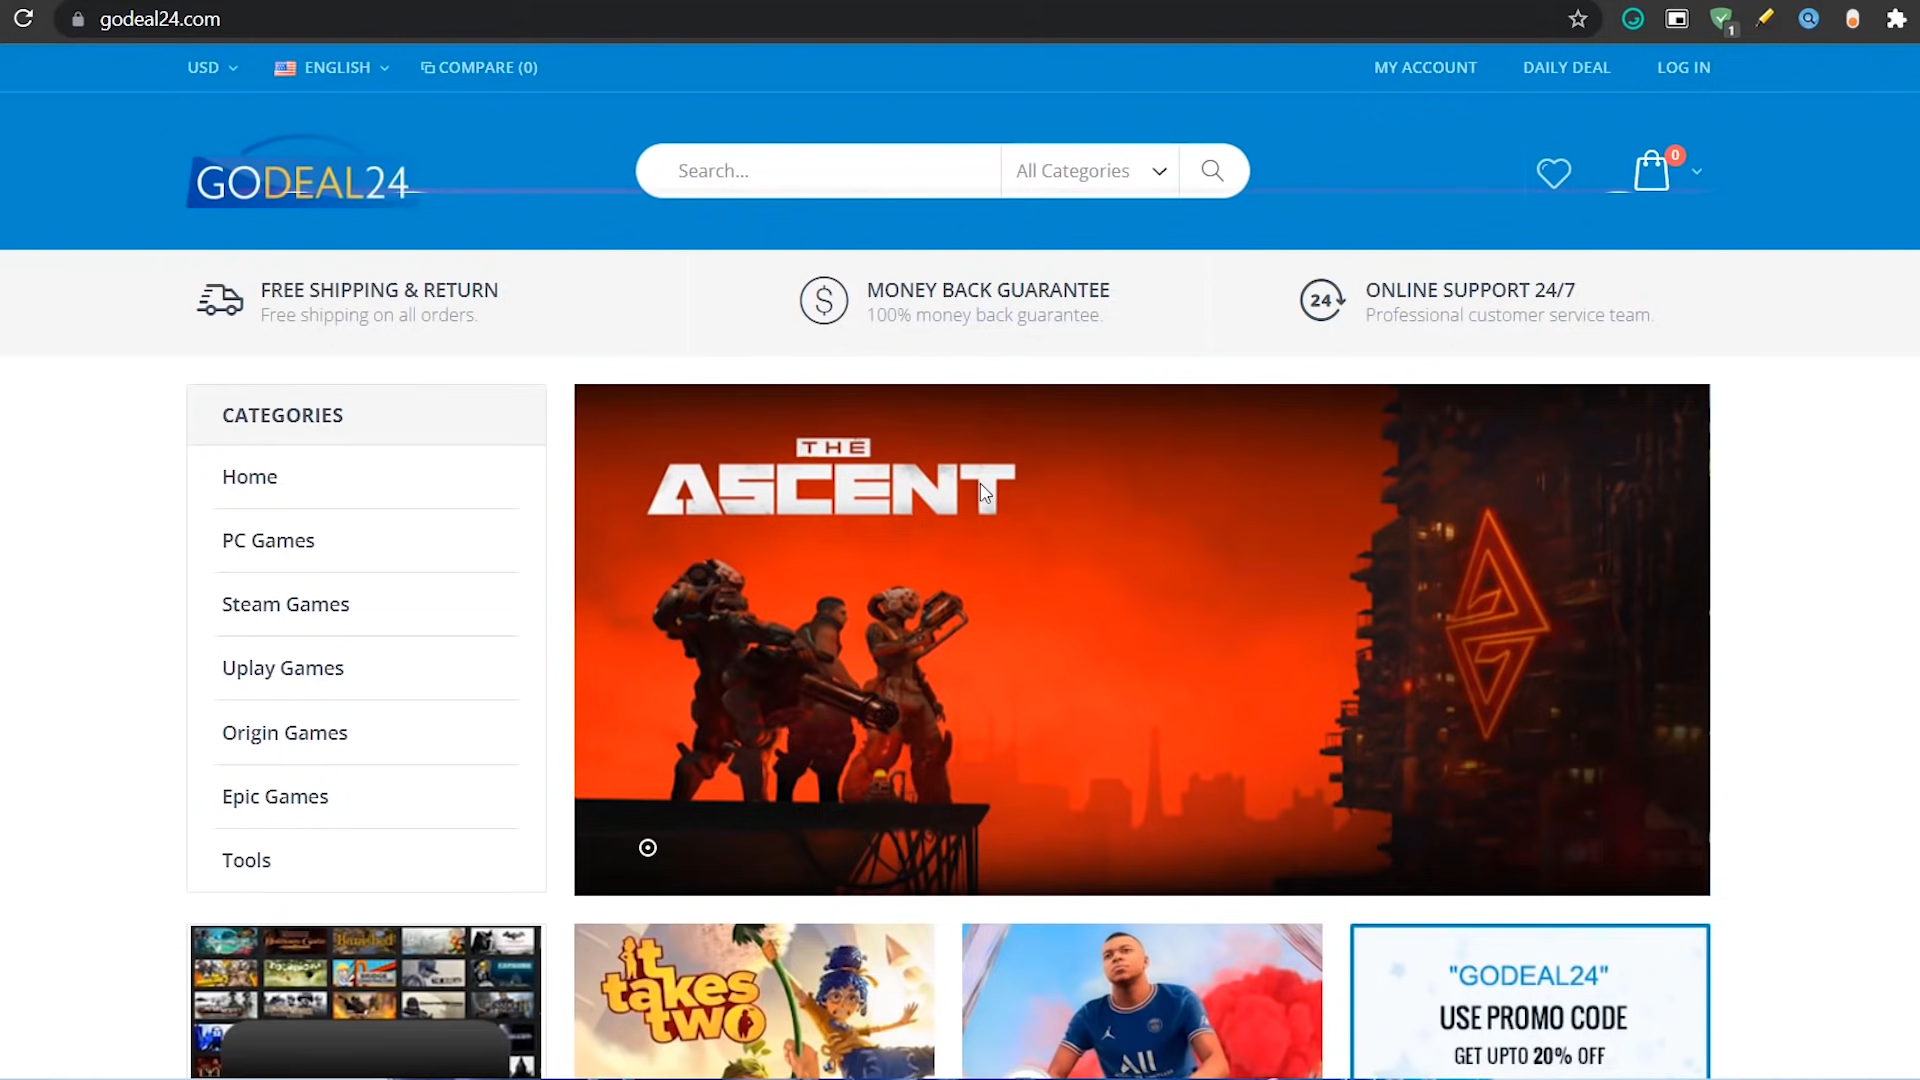 godeal24.com
1
USD
ENGLISH
COMPARE (0)
MY ACCOUNT
DAILY DEAL
LOG IN
GODEAL24
Search...
All Categories
0
FREE SHIPPING & RETURN
Free shipping on all orders.
MONEY BACK GUARANTEE
100% money back guarantee.
24
ONLINE SUPPORT 24/7
Professional customer service team.
CATEGORIES
Home
PC Games
Steam Games
Uplay Games
Origin Games
Epic Games
Tools
THE
ASCENT
Banished
it
takes
two
"GODEAL24"
USE PROMO CODE
GET UPTO 20% OFF